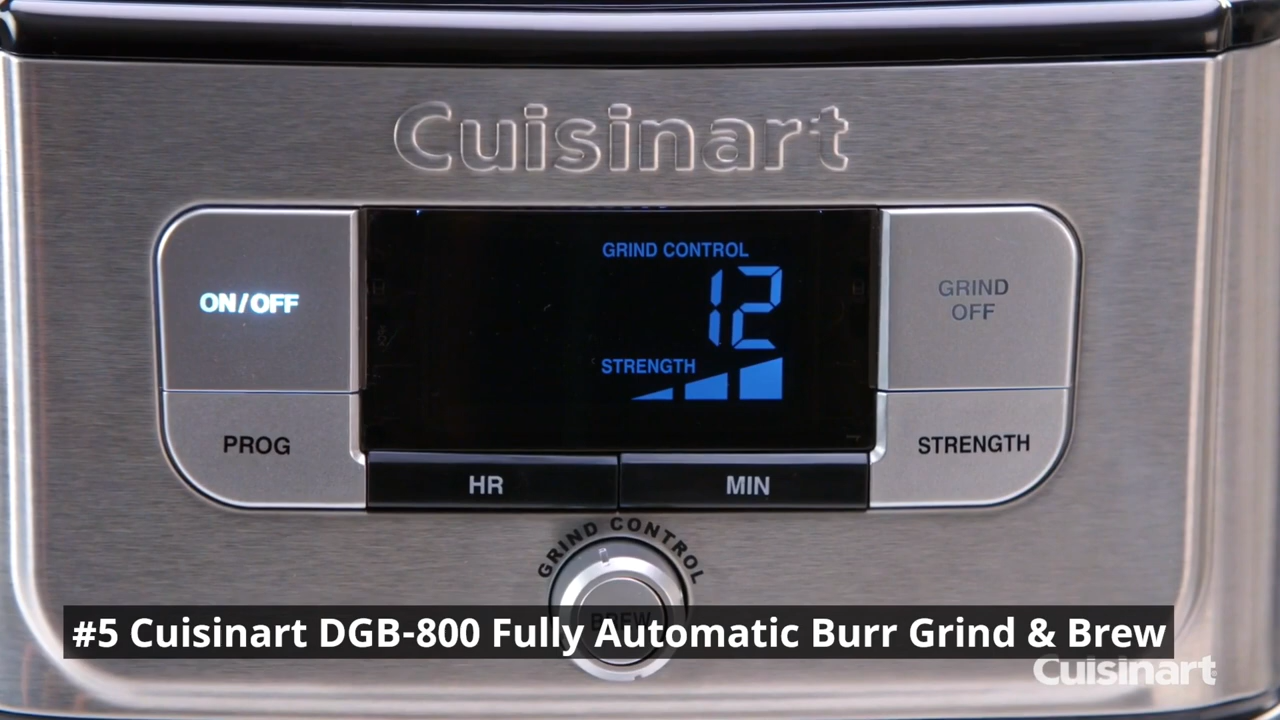 Cuisinart
GRIND CONTROL
12
ON/OFF
GRIND
OFF
STRENGTH
PROG
STRENGTH
HR
MIN
GRIND CONTROL
BREW
#5 Cuisinart DGB-800 Fully Automatic Burr Grind & Brew
Cuisinart